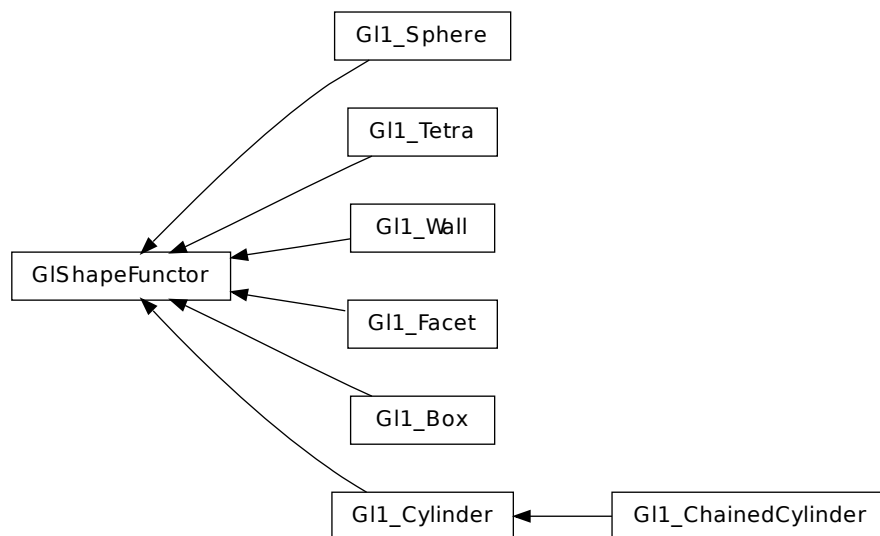 Gl1_Sphere
Gl1_Tetra
Gl1_Wall
GlShapeFunctor
Gl1_Facet
Gl1_Box
Gl1_Cylinder
Gl1_ChainedCylinder